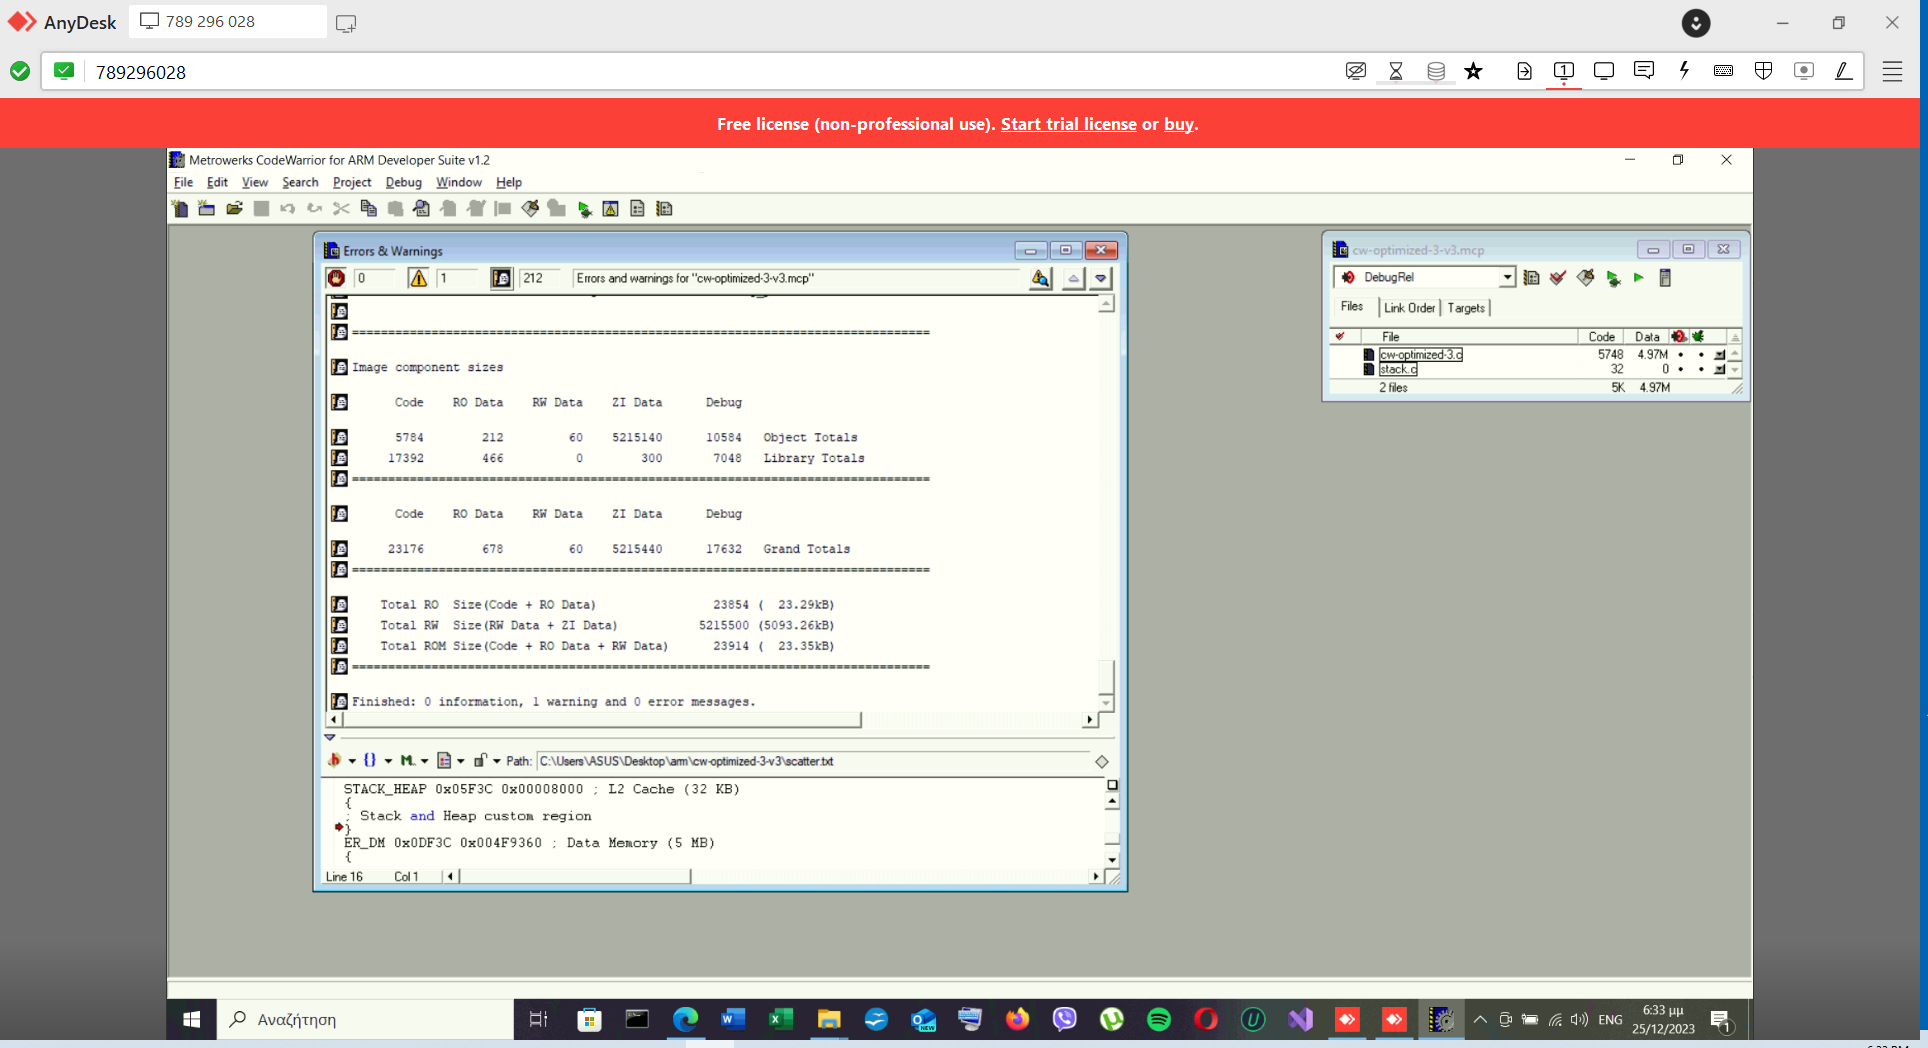 AnyDesk 789 296 028
789296028
Free license (non-professional use). Start trial license or buy.
Metrowerks CodeWarrior for ARM Developer Suite v1.2
File Edit View Search Project Debug Window Help
Errors & Warnings
0 1 212 Errors and warnings for "cw-optimized-3-v3.mcp"
================================================================================
Image component sizes
Code RO Data RW Data ZI Data Debug
5784 212 60 5215140 10584 Object Totals
17392 466 0 300 7048 Library Totals
================================================================================
Code RO Data RW Data ZI Data Debug
23176 678 60 5215440 17632 Grand Totals
================================================================================
Total RO Size(Code + RO Data) 23854 ( 23.29kB)
Total RW Size(RW Data + ZI Data) 5215500 (5093.26kB)
Total ROM Size(Code + RO Data + RW Data) 23914 ( 23.35kB)
================================================================================
Finished: 0 information, 1 warning and 0 error messages.
Path: C:\Users\ASUS\Desktop\arm\cw-optimized-3-v3\scatter.txt
STACK_HEAP 0x05F3C 0x00008000 ; L2 Cache (32 KB)
{
; Stack and Heap custom region
}
ER_DM 0x0DF3C 0x004F9360 ; Data Memory (5 MB)
{
Line 16 Col 1
cw-optimized-3-v3.mcp
DebugRel
Files Link Order Targets
File Code Data
cw-optimized-3.c 5748 4.97M
stack.c 32 0
2 files 5K 4.97M
Αναζήτηση
ENG
6:33 μμ
25/12/2023
1